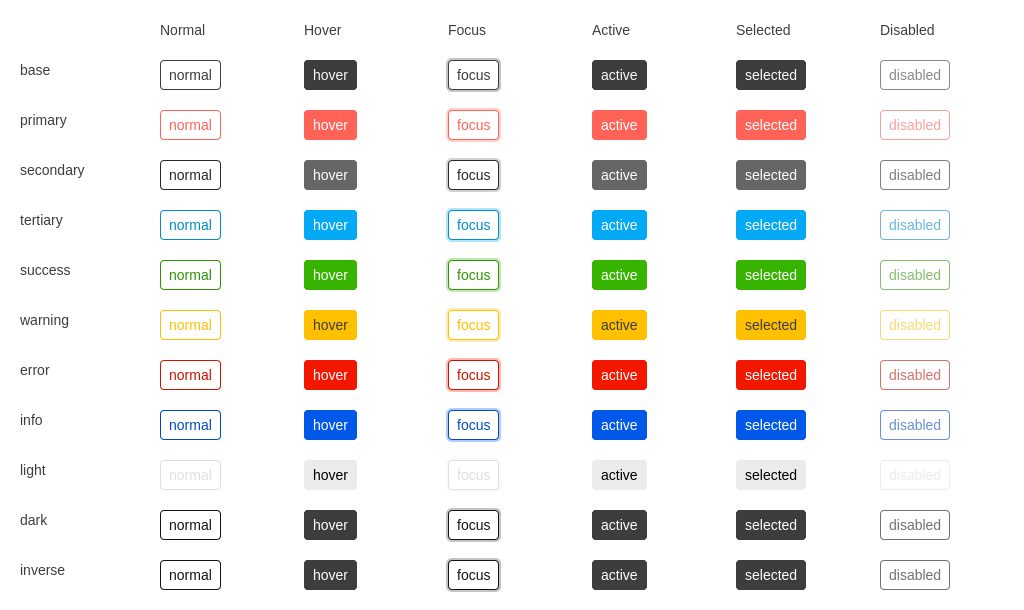 Normal Hover Focus Active Selected Disabled
base normal hover focus active selected disabled
primary normal hover focus active selected disabled
secondary normal hover focus active selected disabled
tertiary normal hover focus active selected disabled
success normal hover focus active selected disabled
warning normal hover focus active selected disabled
error normal hover focus active selected disabled
info normal hover focus active selected disabled
light normal hover focus active selected disabled
dark normal hover focus active selected disabled
inverse normal hover focus active selected disabled